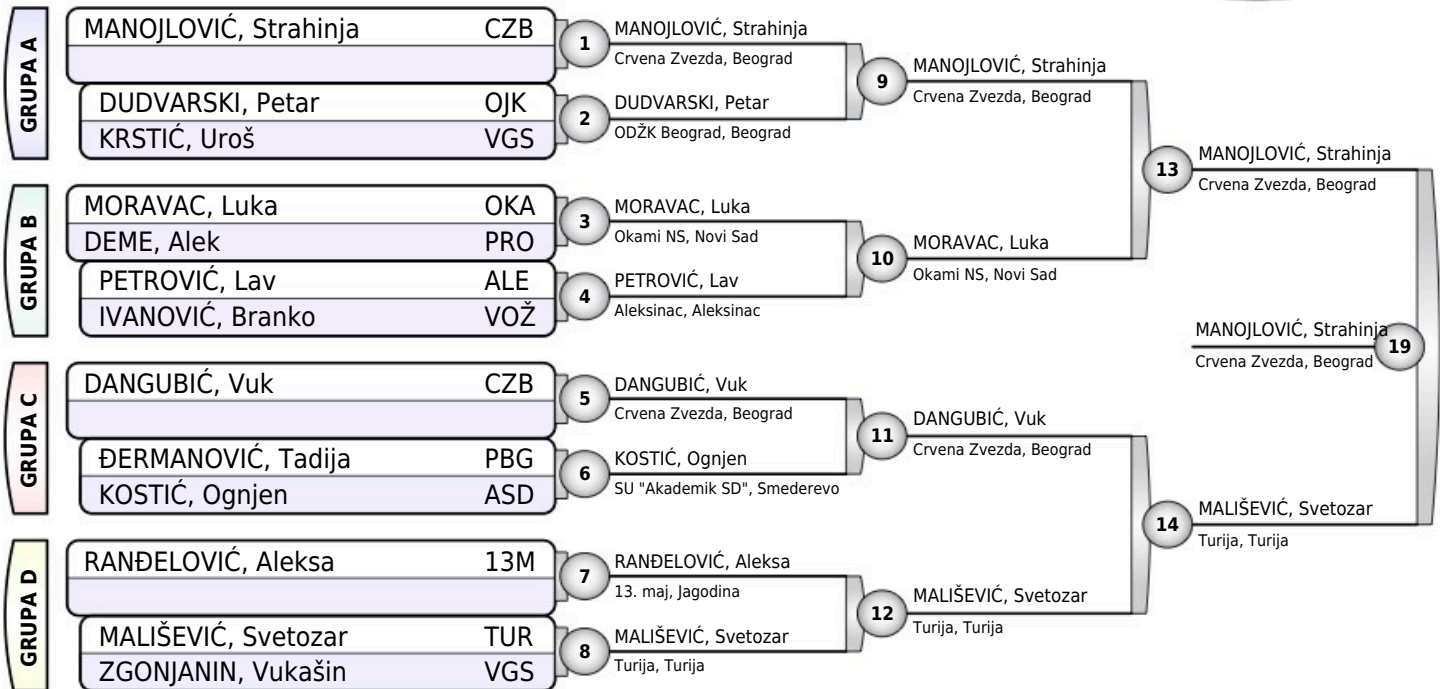 GRUPA A
MANOJLOVIĆ, Strahinja CZB
DUDVARSKI, Petar OJK
KRSTIĆ, Uroš VGS
GRUPA B
MORAVAC, Luka OKA
DEME, Alek PRO
PETROVIĆ, Lav ALE
IVANOVIĆ, Branko VOŽ
GRUPA C
DANGUBIĆ, Vuk CZB
ĐERMANOVIĆ, Tadija PBG
KOSTIĆ, Ognjen ASD
GRUPA D
RANĐELOVIĆ, Aleksa 13M
MALIŠEVIĆ, Svetozar TUR
ZGONJANIN, Vukašin VGS
1
MANOJLOVIĆ, Strahinja
Crvena Zvezda, Beograd
2
DUDVARSKI, Petar
ODŽK Beograd, Beograd
3
MORAVAC, Luka
Okami NS, Novi Sad
4
PETROVIĆ, Lav
Aleksinac, Aleksinac
5
DANGUBIĆ, Vuk
Crvena Zvezda, Beograd
6
KOSTIĆ, Ognjen
SU "Akademik SD", Smederevo
7
RANĐELOVIĆ, Aleksa
13. maj, Jagodina
8
MALIŠEVIĆ, Svetozar
Turija, Turija
9
MANOJLOVIĆ, Strahinja
Crvena Zvezda, Beograd
10
MORAVAC, Luka
Okami NS, Novi Sad
11
DANGUBIĆ, Vuk
Crvena Zvezda, Beograd
12
MALIŠEVIĆ, Svetozar
Turija, Turija
13
MANOJLOVIĆ, Strahinja
Crvena Zvezda, Beograd
14
MALIŠEVIĆ, Svetozar
Turija, Turija
MANOJLOVIĆ, Strahinja
Crvena Zvezda, Beograd
19